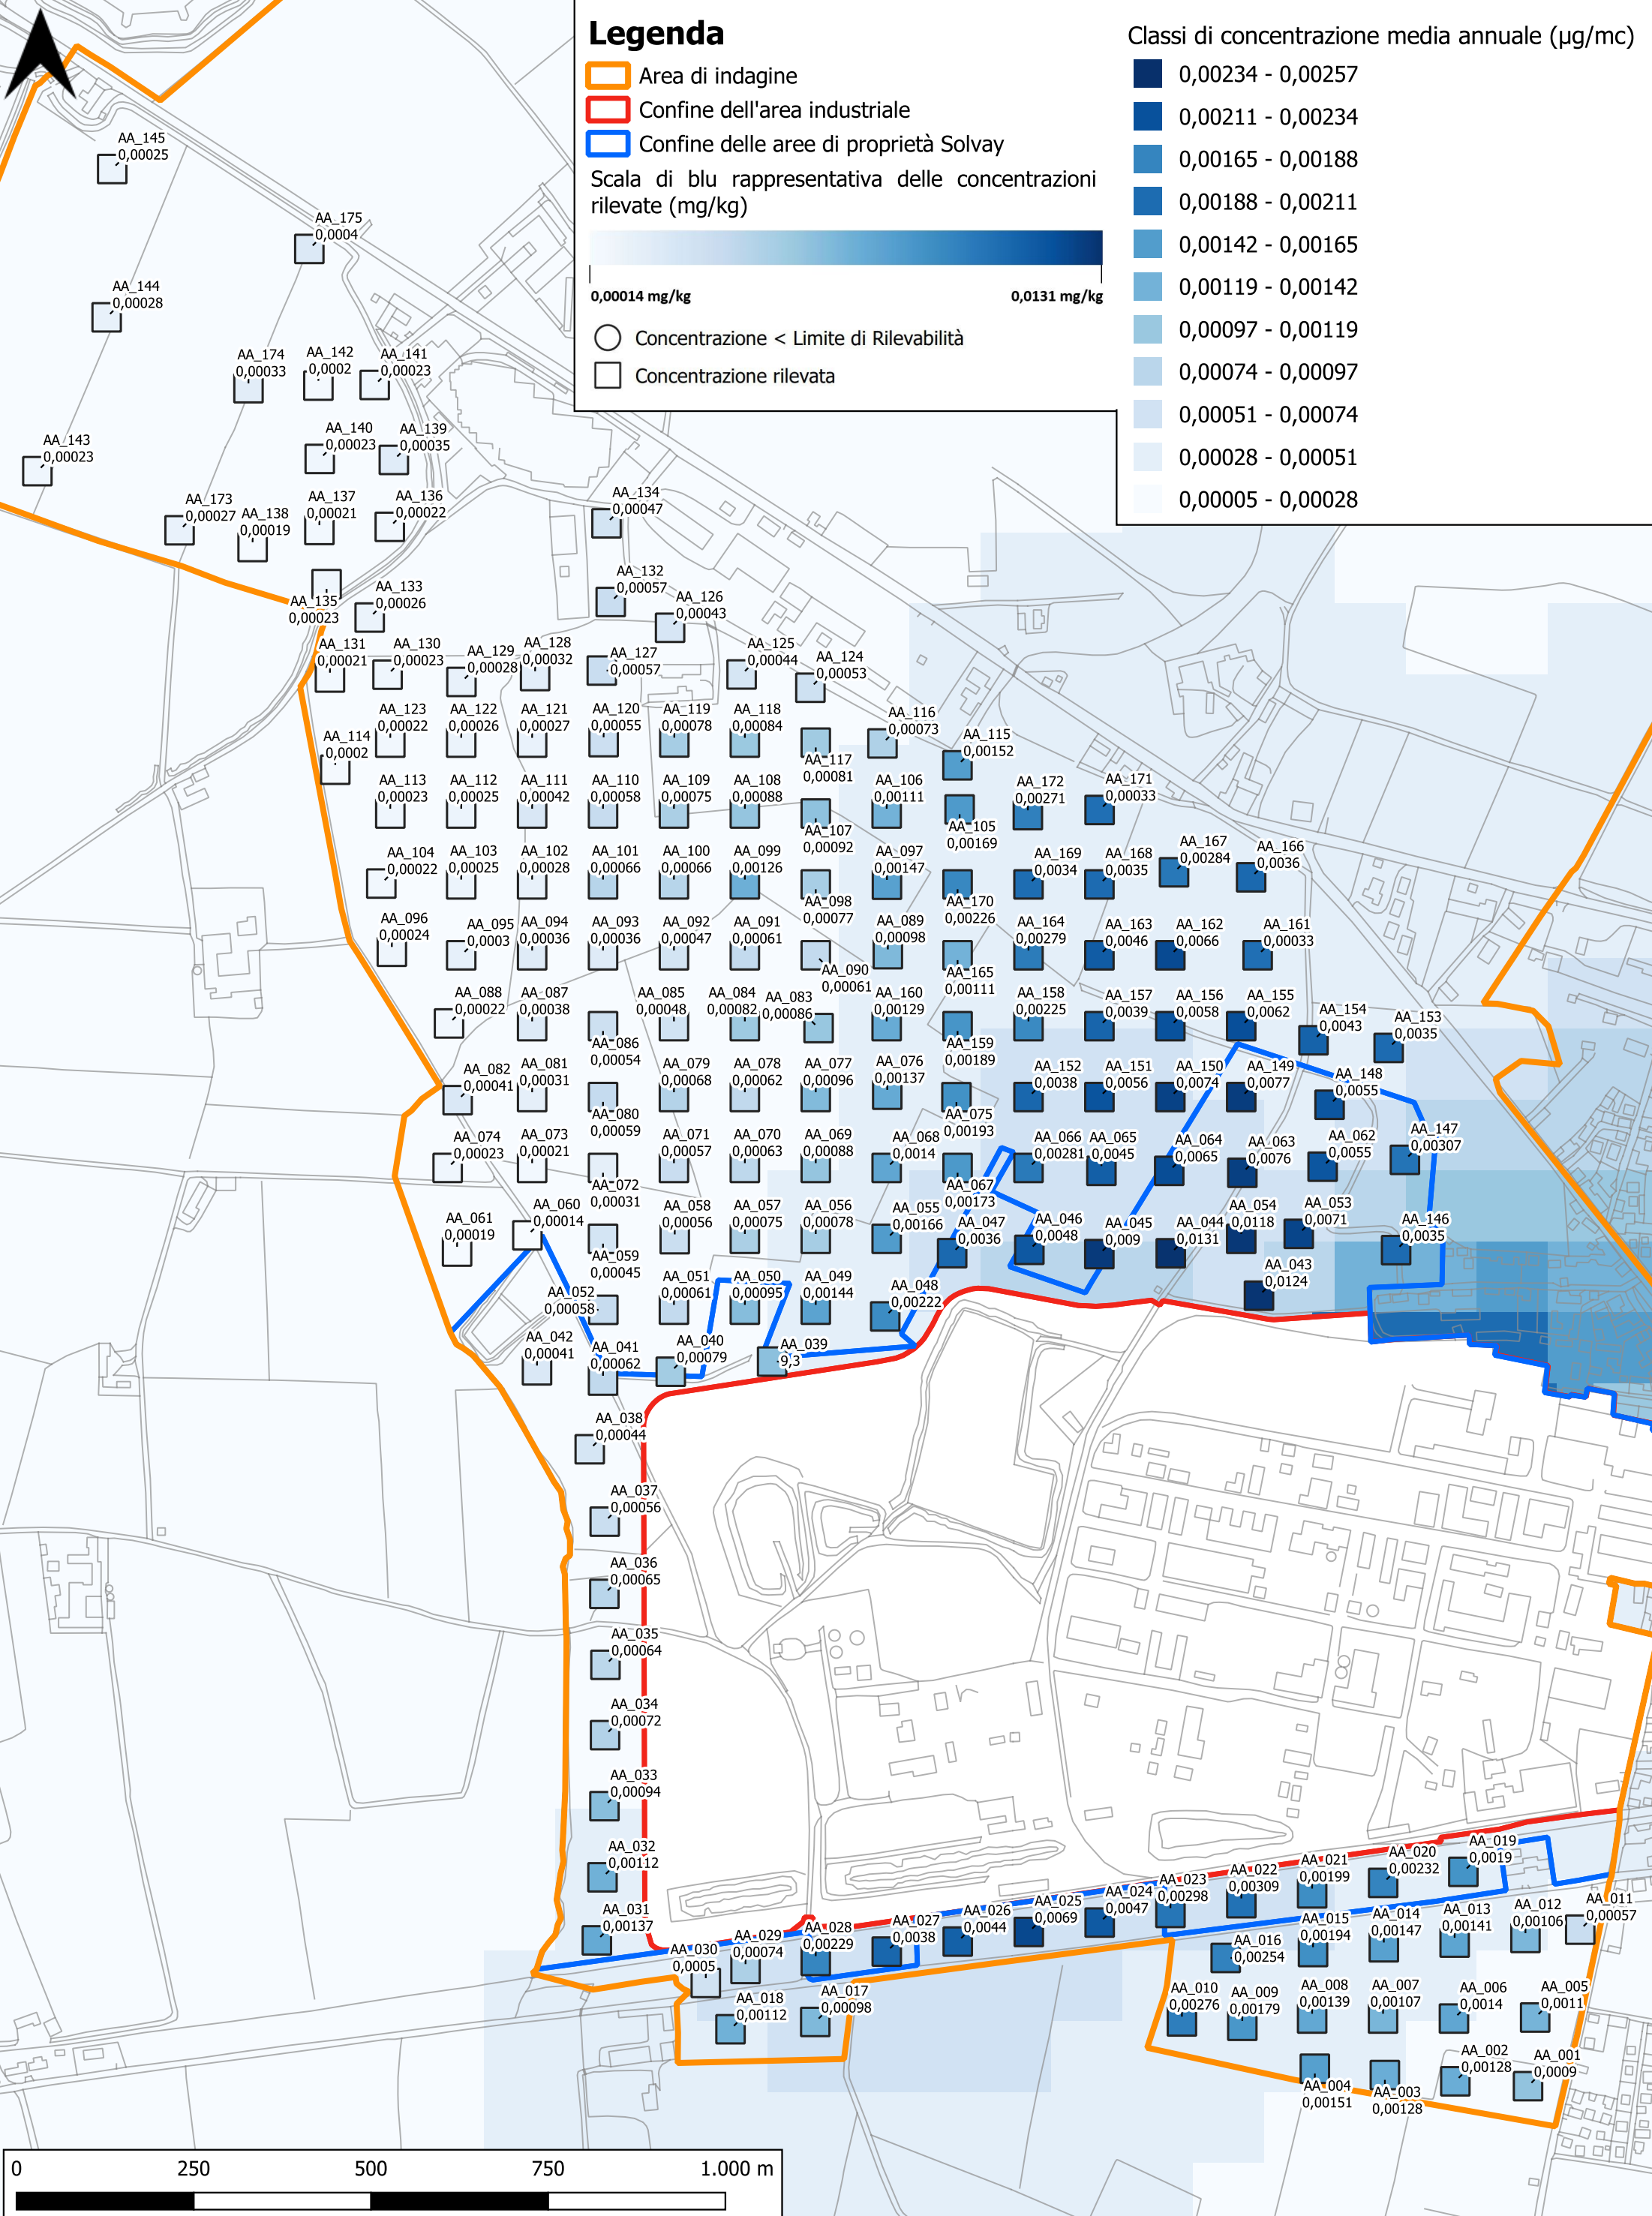 Legenda
Area di indagine
Confine dell'area industriale
Confine delle aree di proprietà Solvay
Scala di blu rappresentativa delle concentrazioni
rilevate (mg/kg)
0,00014 mg/kg
0,0131 mg/kg
Concentrazione < Limite di Rilevabilità
Concentrazione rilevata
Classi di concentrazione media annuale (µg/mc)
0,00234 - 0,00257
0,00211 - 0,00234
0,00165 - 0,00188
0,00188 - 0,00211
0,00142 - 0,00165
0,00119 - 0,00142
0,00097 - 0,00119
0,00074 - 0,00097
0,00051 - 0,00074
0,00028 - 0,00051
0,00005 - 0,00028
AA_145
0,00025
AA_175
0,0004
AA_144
0,00028
AA_174
0,00033
AA_142
0,0002
AA_141
0,00023
AA_143
0,00023
AA_140
0,00023
AA_139
0,00035
AA_173
0,00027
AA_138
0,00019
AA_137
0,00021
AA_136
0,00022
AA_134
0,00047
AA_135
0,00023
AA_133
0,00026
AA_132
0,00057
AA_126
0,00043
AA_131
0,00021
AA_130
0,00023
AA_129
0,00028
AA_128
0,00032
AA_127
0,00057
AA_125
0,00044
AA_124
0,00053
AA_123
0,00022
AA_122
0,00026
AA_121
0,00027
AA_120
0,00055
AA_119
0,00078
AA_118
0,00084
AA_117
0,00081
AA_116
0,00073
AA_115
0,00152
AA_114
0,0002
AA_113
0,00023
AA_112
0,00025
AA_111
0,00042
AA_110
0,00058
AA_109
0,00075
AA_108
0,00088
AA_107
0,00092
AA_106
0,00111
AA_105
0,00169
AA_172
0,00271
AA_171
0,00033
AA_104
0,00022
AA_103
0,00025
AA_102
0,00028
AA_101
0,00066
AA_100
0,00066
AA_099
0,00126
AA_098
0,00077
AA_097
0,00147
AA_170
0,00226
AA_169
0,0034
AA_168
0,0035
AA_167
0,00284
AA_166
0,0036
AA_096
0,00024
AA_095
0,0003
AA_094
0,00036
AA_093
0,00036
AA_092
0,00047
AA_091
0,00061
AA_090
0,00061
AA_089
0,00098
AA_165
0,00111
AA_164
0,00279
AA_163
0,0046
AA_162
0,0066
AA_161
0,00033
AA_088
0,00022
AA_087
0,00038
AA_086
0,00054
AA_085
0,00048
AA_084
0,00082
AA_083
0,00086
AA_160
0,00129
AA_159
0,00189
AA_158
0,00225
AA_157
0,0039
AA_156
0,0058
AA_155
0,0062
AA_154
0,0043
AA_153
0,0035
AA_082
0,00041
AA_081
0,00031
AA_080
0,00059
AA_079
0,00068
AA_078
0,00062
AA_077
0,00096
AA_076
0,00137
AA_075
0,00193
AA_152
0,0038
AA_151
0,0056
AA_150
0,0074
AA_149
0,0077
AA_148
0,0055
AA_074
0,00023
AA_073
0,00021
AA_072
0,00031
AA_071
0,00057
AA_070
0,00063
AA_069
0,00088
AA_068
0,0014
AA_067
0,00173
AA_066
0,00281
AA_065
0,0045
AA_064
0,0065
AA_063
0,0076
AA_062
0,0055
AA_147
0,00307
AA_061
0,00019
AA_060
0,00014
AA_059
0,00045
AA_058
0,00056
AA_057
0,00075
AA_056
0,00078
AA_055
0,00166
AA_047
0,0036
AA_046
0,0048
AA_045
0,009
AA_044
0,0131
AA_054
0,0118
AA_053
0,0071
AA_146
0,0035
AA_052
0,00058
AA_051
0,00061
AA_050
0,00095
AA_049
0,00144
AA_048
0,00222
AA_043
0,0124
AA_042
0,00041
AA_041
0,00062
AA_040
0,00079
AA_039
9,3
AA_038
0,00044
AA_037
0,00056
AA_036
0,00065
AA_035
0,00064
AA_034
0,00072
AA_033
0,00094
AA_032
0,00112
AA_031
0,00137
AA_030
0,0005
AA_029
0,00074
AA_028
0,00229
AA_027
0,0038
AA_026
0,0044
AA_025
0,0069
AA_024
0,0047
AA_023
0,00298
AA_022
0,00309
AA_021
0,00199
AA_020
0,00232
AA_019
0,0019
AA_018
0,00112
AA_017
0,00098
AA_016
0,00254
AA_015
0,00194
AA_014
0,00147
AA_013
0,00141
AA_012
0,00106
AA_011
0,00057
AA_010
0,00276
AA_009
0,00179
AA_008
0,00139
AA_007
0,00107
AA_006
0,0014
AA_005
0,0011
AA_004
0,00151
AA_003
0,00128
AA_002
0,00128
AA_001
0,0009
0 250 500 750 1.000 m